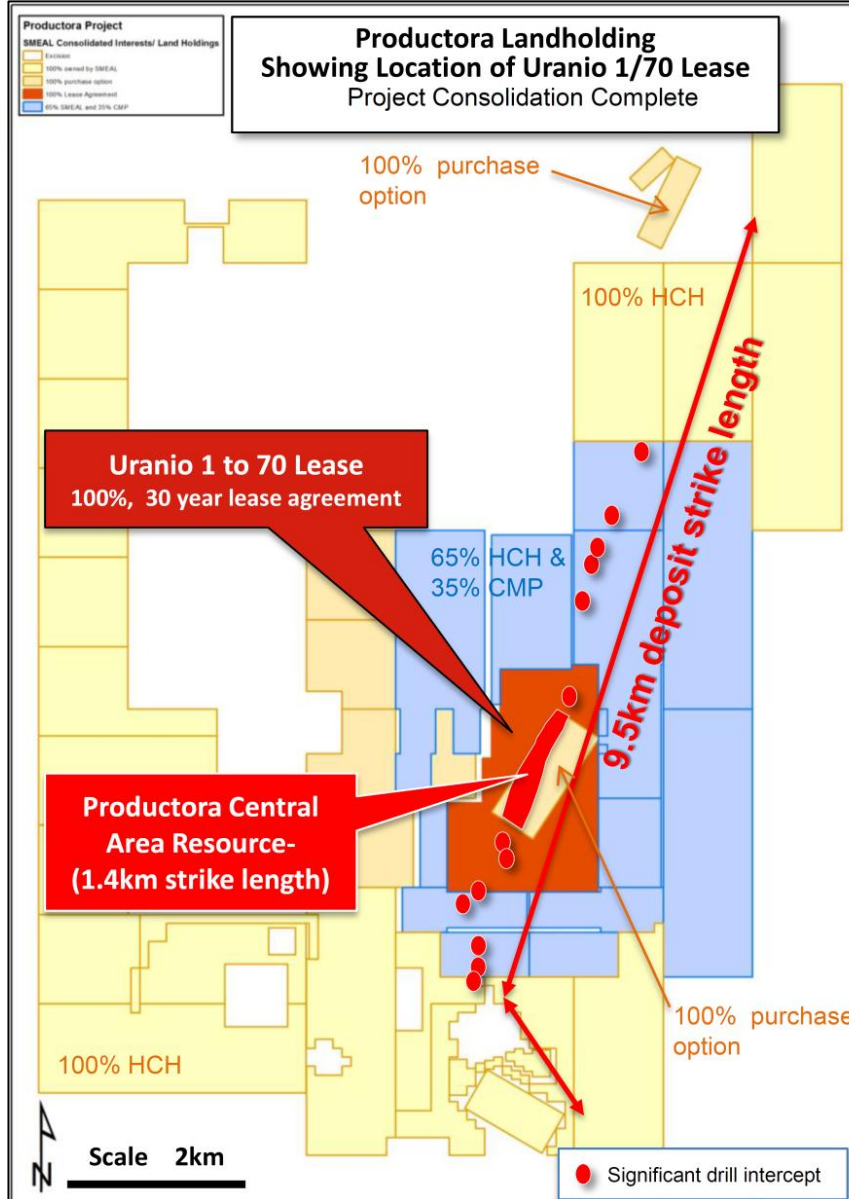 Productora Project
SMEAL Consolidated Interests/ Land Holdings
Excision
100% owned by SMEAL
100% purchase option
100% Lease Agreement
65% SMEAL and 35% CMP
Productora Landholding
Showing Location of Uranio 1/70 Lease
Project Consolidation Complete
100% purchase
option
100% HCH
9.5km deposit strike length
Uranio 1 to 70 Lease
100%, 30 year lease agreement
65% HCH &
35% CMP
Productora Central
Area Resource-
(1.4km strike length)
100% purchase
option
100% HCH
N
Scale 2km
Significant drill intercept